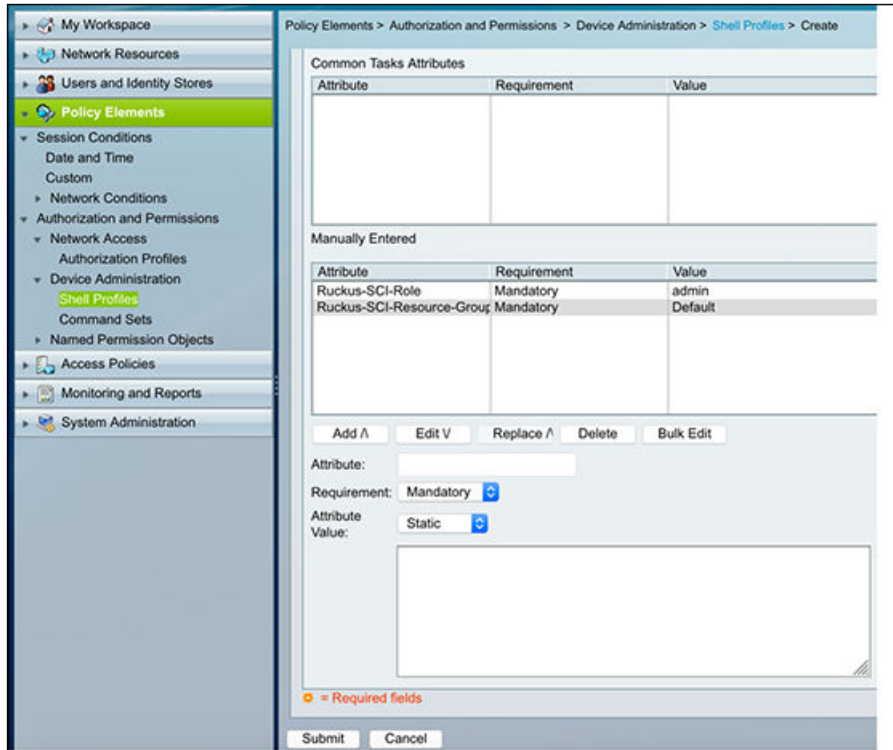 My Workspace
Network Resources
Users and Identity Stores
Policy Elements
Session Conditions
Date and Time
Custom
Network Conditions
Authorization and Permissions
Network Access
Authorization Profiles
Device Administration
Shell Profiles
Command Sets
Named Permission Objects
Access Policies
Monitoring and Reports
System Administration
Policy Elements > Authorization and Permissions > Device Administration > Shell Profiles > Create
Common Tasks Attributes
Attribute Requirement Value
Manually Entered
Attribute Requirement Value
Ruckus-SCI-Role Mandatory admin
Ruckus-SCI-Resource-Group Mandatory Default
Add /\ Edit \/ Replace /\ Delete Bulk Edit
Attribute:
Requirement: Mandatory
Attribute
Value: Static
= Required fields
Submit Cancel